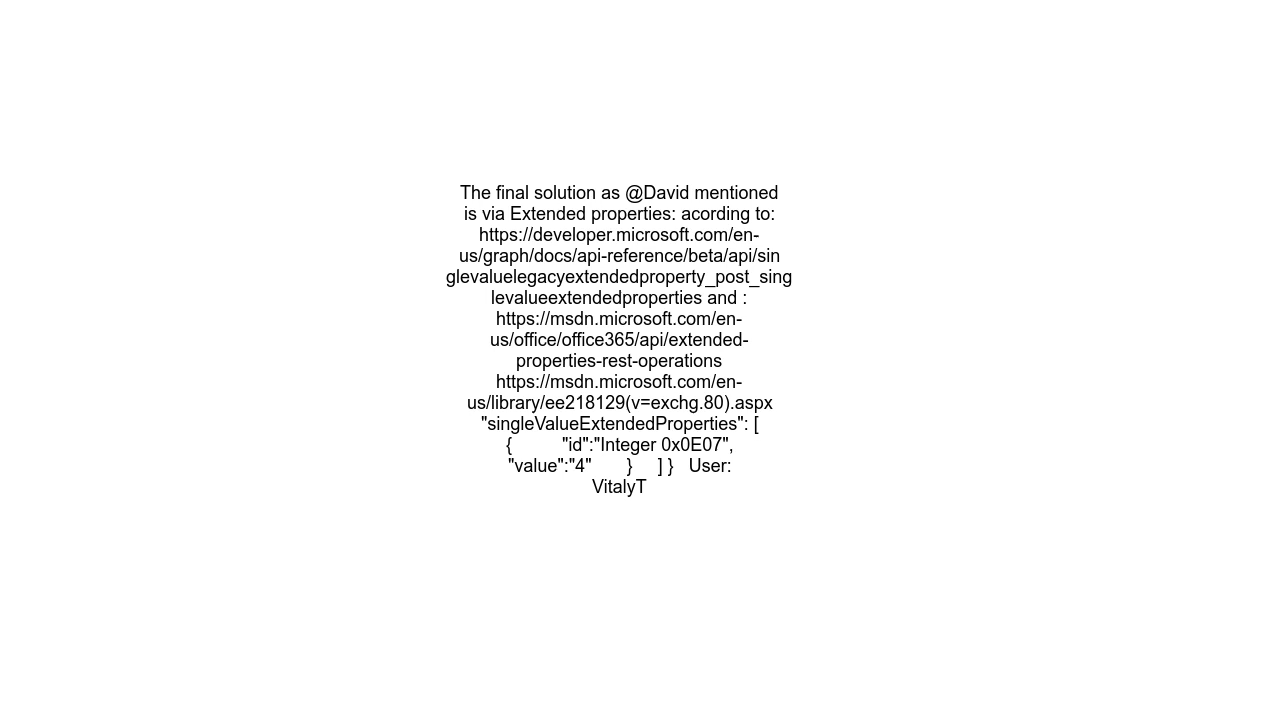 The final solution as @David mentioned
is via Extended properties: acording to:
https://developer.microsoft.com/en-
us/graph/docs/api-reference/beta/api/sin
glevaluelegacyextendedproperty_post_sing
levalueextendedproperties and :
https://msdn.microsoft.com/en-
us/office/office365/api/extended-
properties-rest-operations
https://msdn.microsoft.com/en-
us/library/ee218129(v=exchg.80).aspx
"singleValueExtendedProperties": [
{          "id":"Integer 0x0E07",
"value":"4"       }     ] }   User:
VitalyT